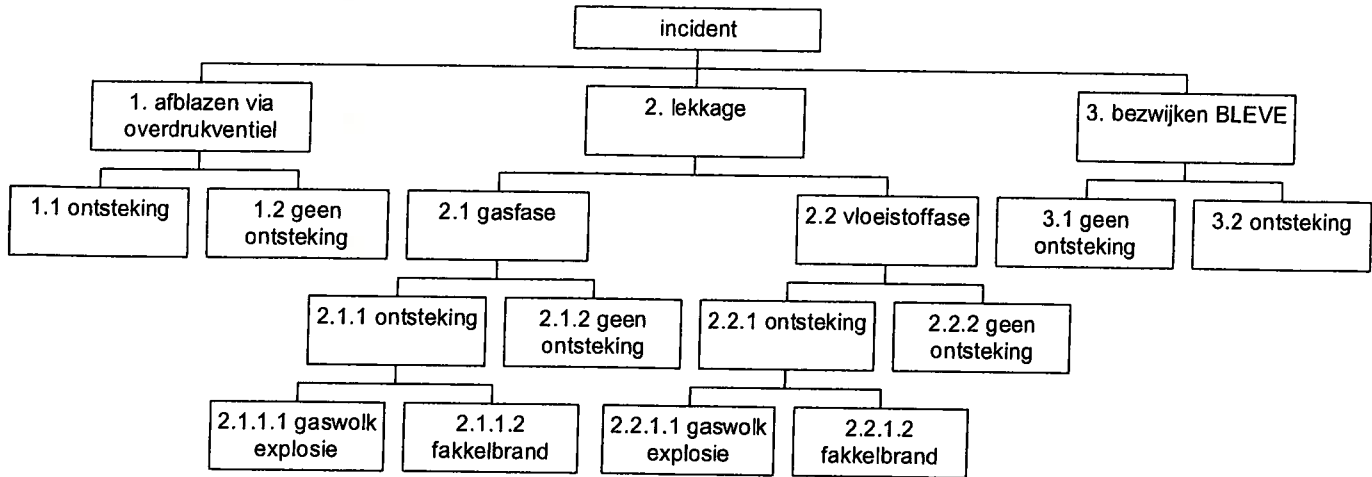 incident
1. afblazen via
overdrukventiel
2. lekkage
3. bezwijken BLEVE
1.1 ontsteking
1.2 geen
ontsteking
2.1 gasfase
2.2 vloeistoffase
3.1 geen
ontsteking
3.2 ontsteking
2.1.1 ontsteking
2.1.2 geen
ontsteking
2.2.1 ontsteking
2.2.2 geen
ontsteking
2.1.1.1 gaswolk
explosie
2.1.1.2
fakkelbrand
2.2.1.1 gaswolk
explosie
2.2.1.2
fakkelbrand